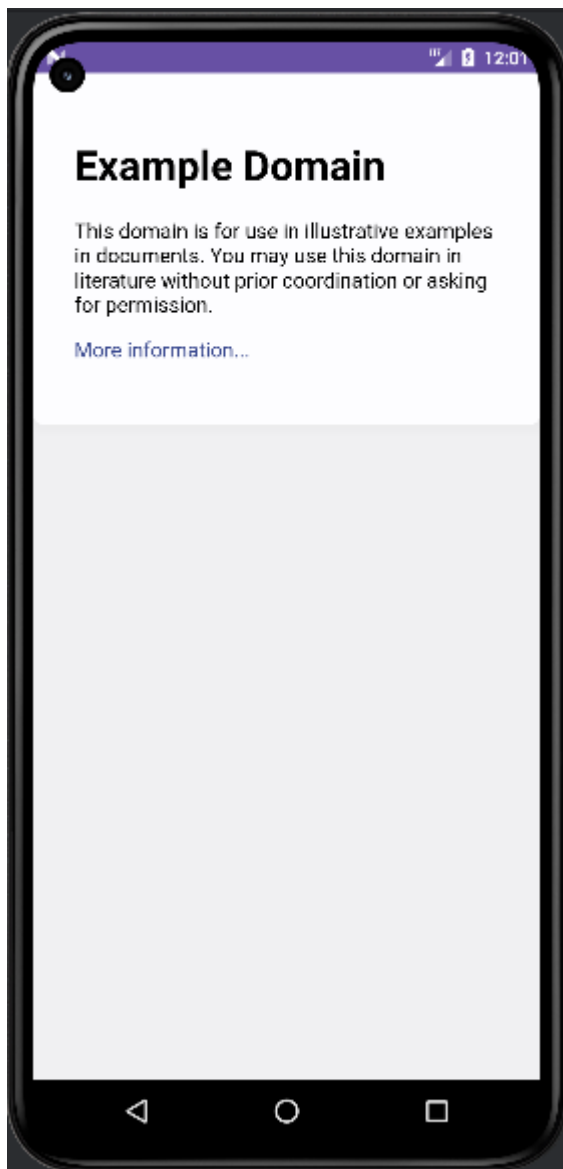 12:01
Example Domain
This domain is for use in illustrative examples
in documents. You may use this domain in
literature without prior coordination or asking
for permission.
More information...